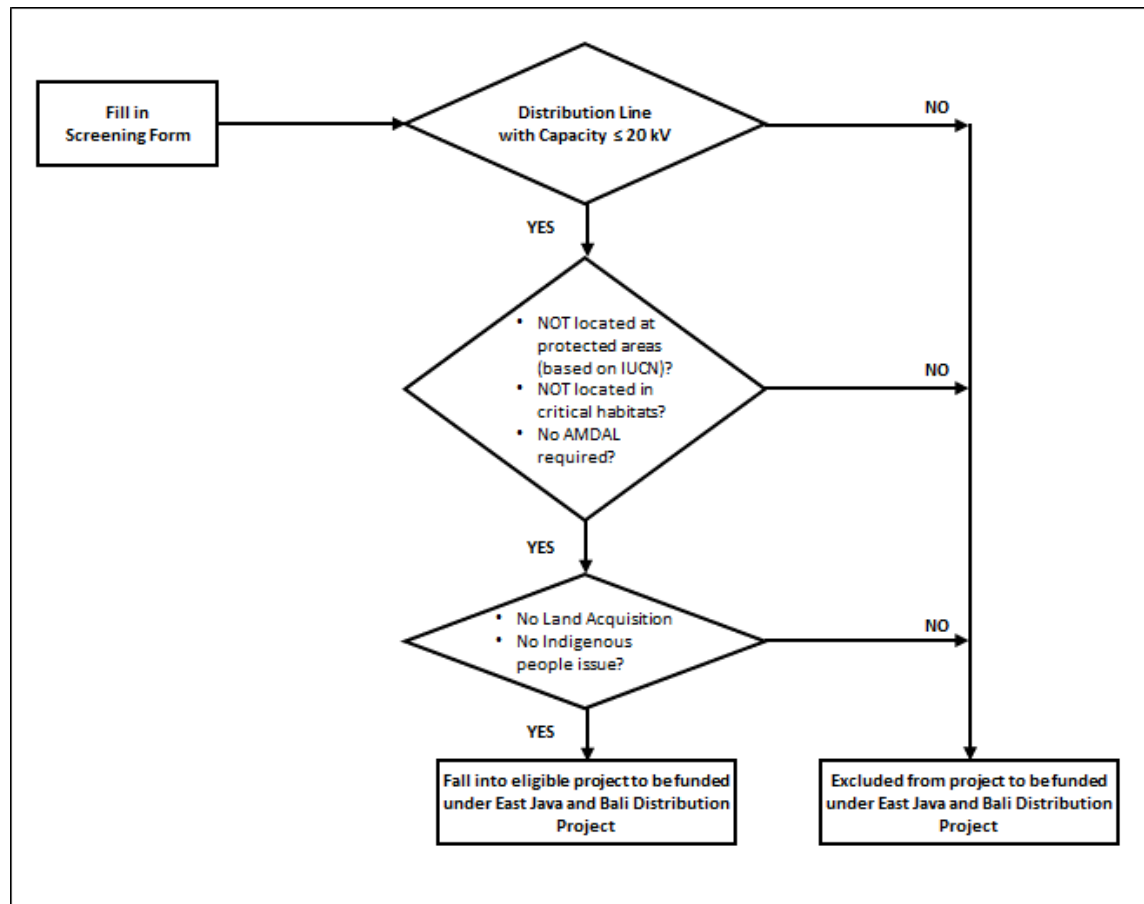 Fill in
Screening Form
Distribution Line
with Capacity ≤ 20 kV
NO
YES
• NOT located at
protected areas
(based on IUCN)?
• NOT located in
critical habitats?
• No AMDAL
required?
NO
YES
• No Land Acquisition
• No Indigenous
people issue?
NO
YES
Fall into eligible project to be funded
under East Java and Bali Distribution
Project
Excluded from project to be funded
under East Java and Bali Distribution
Project